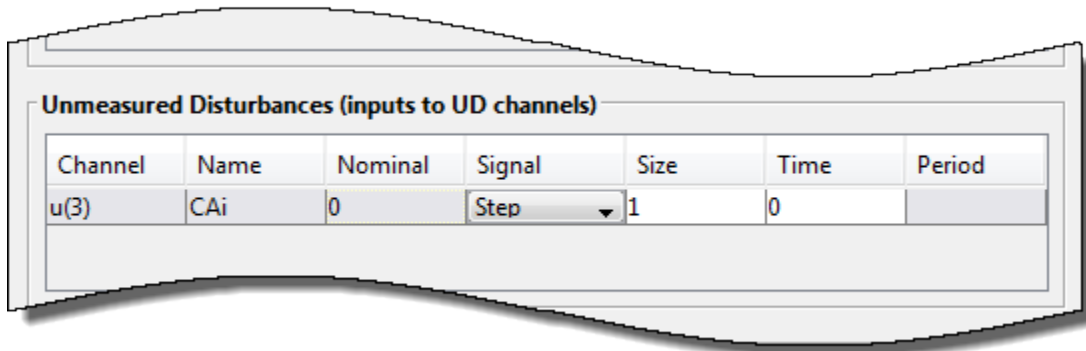 Unmeasured Disturbances (inputs to UD channels)
Channel Name Nominal Signal Size Time Period
u(3) CAi 0 Step 1 0